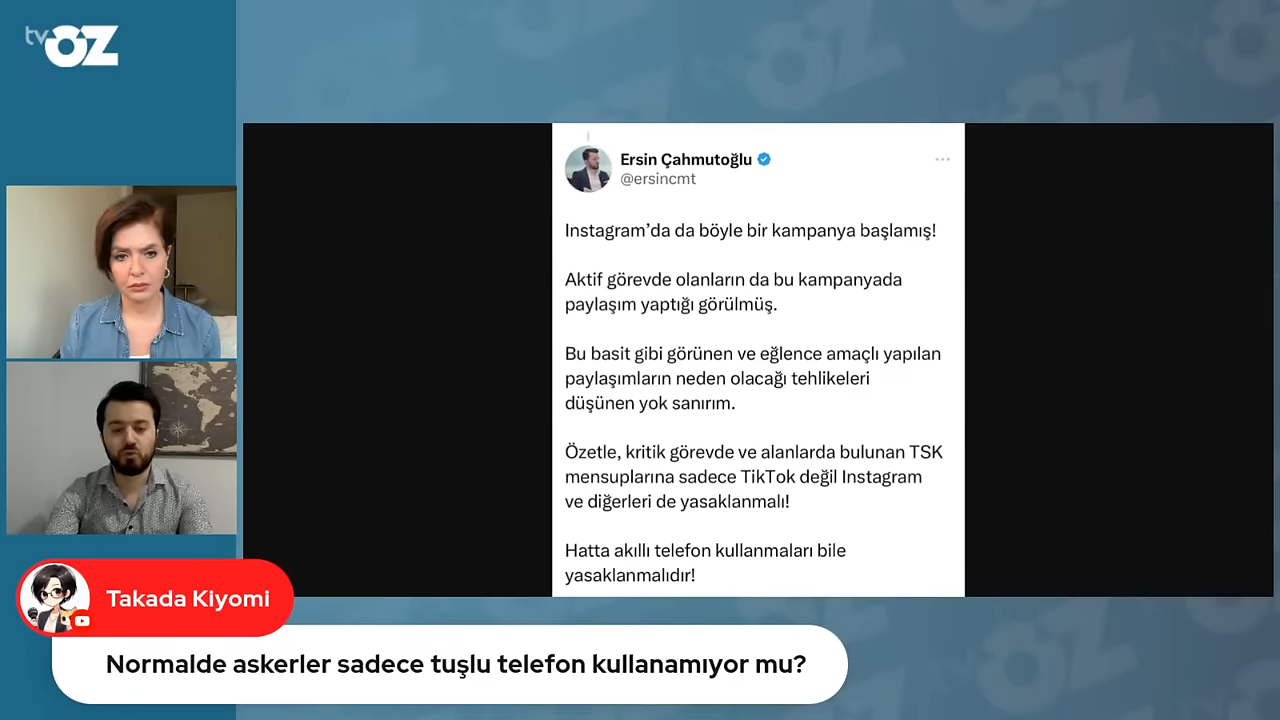 tv ÖZ
Ersin Çahmutoğlu
@ersincmt
Instagram’da da böyle bir kampanya başlamış!
Aktif görevde olanların da bu kampanyada
paylaşım yaptığı görülmüş.
Bu basit gibi görünen ve eğlence amaçlı yapılan
paylaşımların neden olacağı tehlikeleri
düşünen yok sanırım.
Özetle, kritik görevde ve alanlarda bulunan TSK
mensuplarına sadece TikTok değil Instagram
ve diğerleri de yasaklanmalı!
Hatta akıllı telefon kullanmaları bile
yasaklanmalıdır!
Takada Kiyomi
Normalde askerler sadece tuşlu telefon kullanamıyor mu?